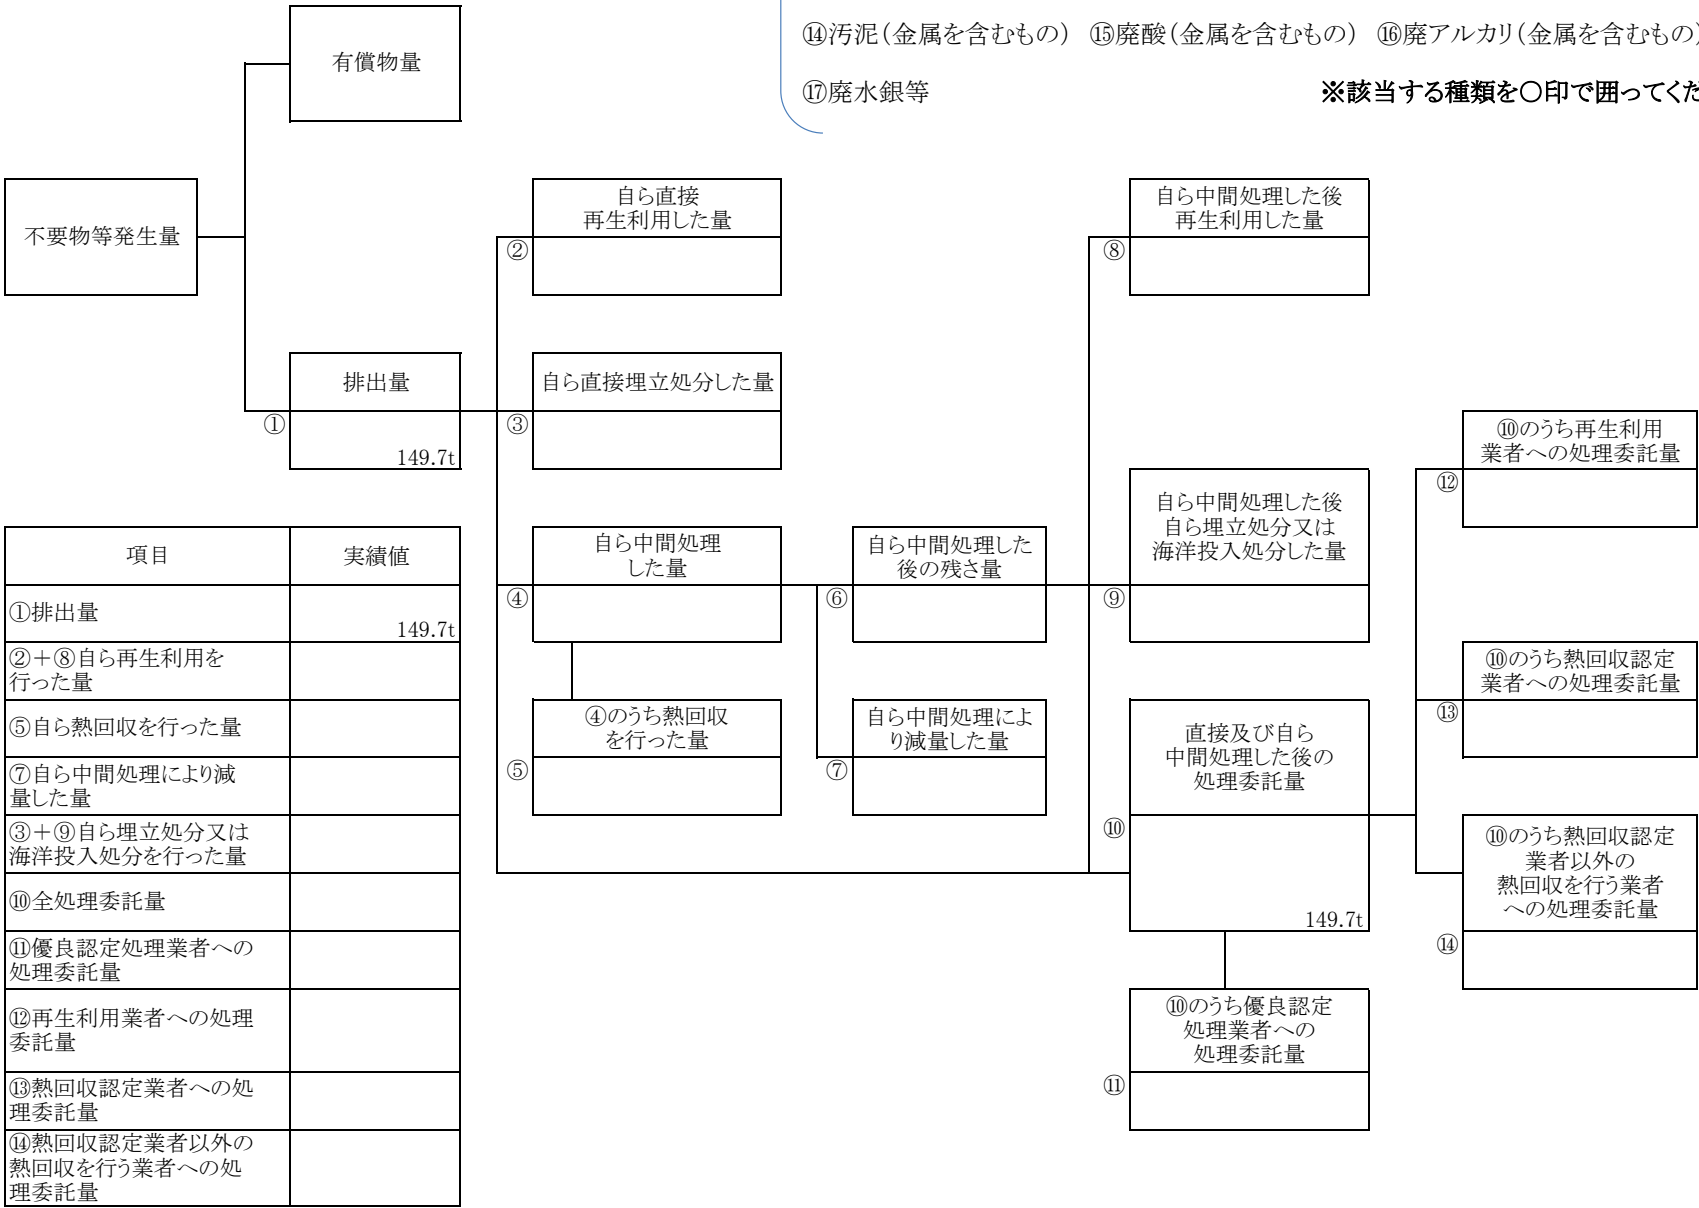 ⑭汚泥(金属を含むもの) ⑮廃酸(金属を含むもの) ⑯廃アルカリ(金属を含むもの)
⑰廃水銀等
※該当する種類を〇印で囲ってくだ
有償物量
不要物等発生量
自ら直接
再生利用した量
②
自ら中間処理した後
再生利用した量
⑧
排出量
①
149.7t
自ら直接埋立処分した量
③
⑩のうち再生利用
業者への処理委託量
⑫
自ら中間処理
した量
④
自ら中間処理した
後の残さ量
⑥
自ら中間処理した後
自ら埋立処分又は
海洋投入処分した量
⑨
⑩のうち熱回収認定
業者への処理委託量
⑬
④のうち熱回収
を行った量
⑤
自ら中間処理によ
り減量した量
⑦
直接及び自ら
中間処理した後の
処理委託量
⑩
149.7t
⑩のうち熱回収認定
業者以外の
熱回収を行う業者
への処理委託量
⑭
⑩のうち優良認定
処理業者への
処理委託量
⑪
項目
実績値
①排出量
149.7t
②+⑧自ら再生利用を
行った量
⑤自ら熱回収を行った量
⑦自ら中間処理により減
量した量
③+⑨自ら埋立処分又は
海洋投入処分を行った量
⑩全処理委託量
⑪優良認定処理業者への
処理委託量
⑫再生利用業者への処理
委託量
⑬熱回収認定業者への処
理委託量
⑭熱回収認定業者以外の
熱回収を行う業者への処
理委託量